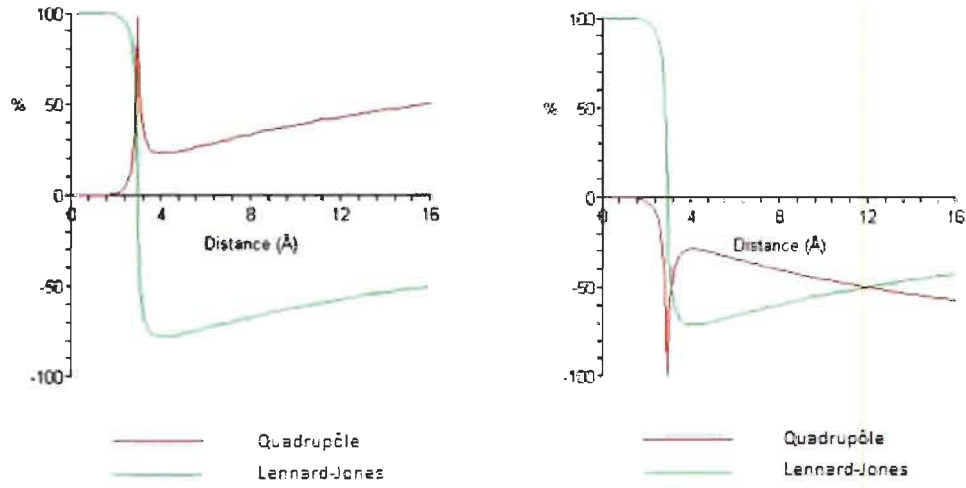 100
%
50
0
0 4 8 12 16
Distance (Å)
-50
-100
Quadrupôle
Lennard-Jones
100
%
50
0
0 4 8 12 16
Distance (Å)
-50
-100
Quadrupôle
Lennard-Jones